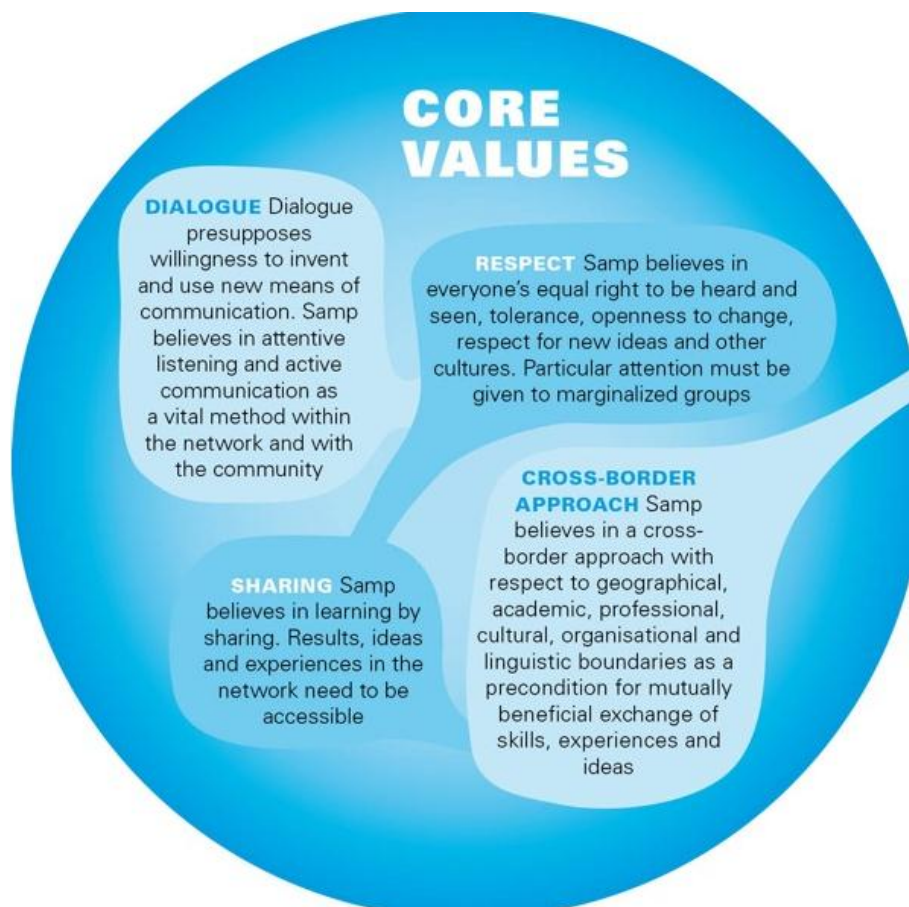 CORE
VALUES
DIALOGUE Dialogue
presupposes
willingness to invent
and use new means of
communication. Samp
believes in attentive
listening and active
communication as
a vital method within
the network and with
the community
RESPECT Samp believes in
everyone's equal right to be heard and
seen, tolerance, openness to change,
respect for new ideas and other
cultures. Particular attention must be
given to marginalized groups
SHARING Samp
believes in learning by
sharing. Results, ideas
and experiences in the
network need to be
accessible
CROSS-BORDER
APPROACH Samp
believes in a cross-
border approach with
respect to geographical,
academic, professional,
cultural, organisational and
linguistic boundaries as a
precondition for mutually
beneficial exchange of
skills, experiences and
ideas